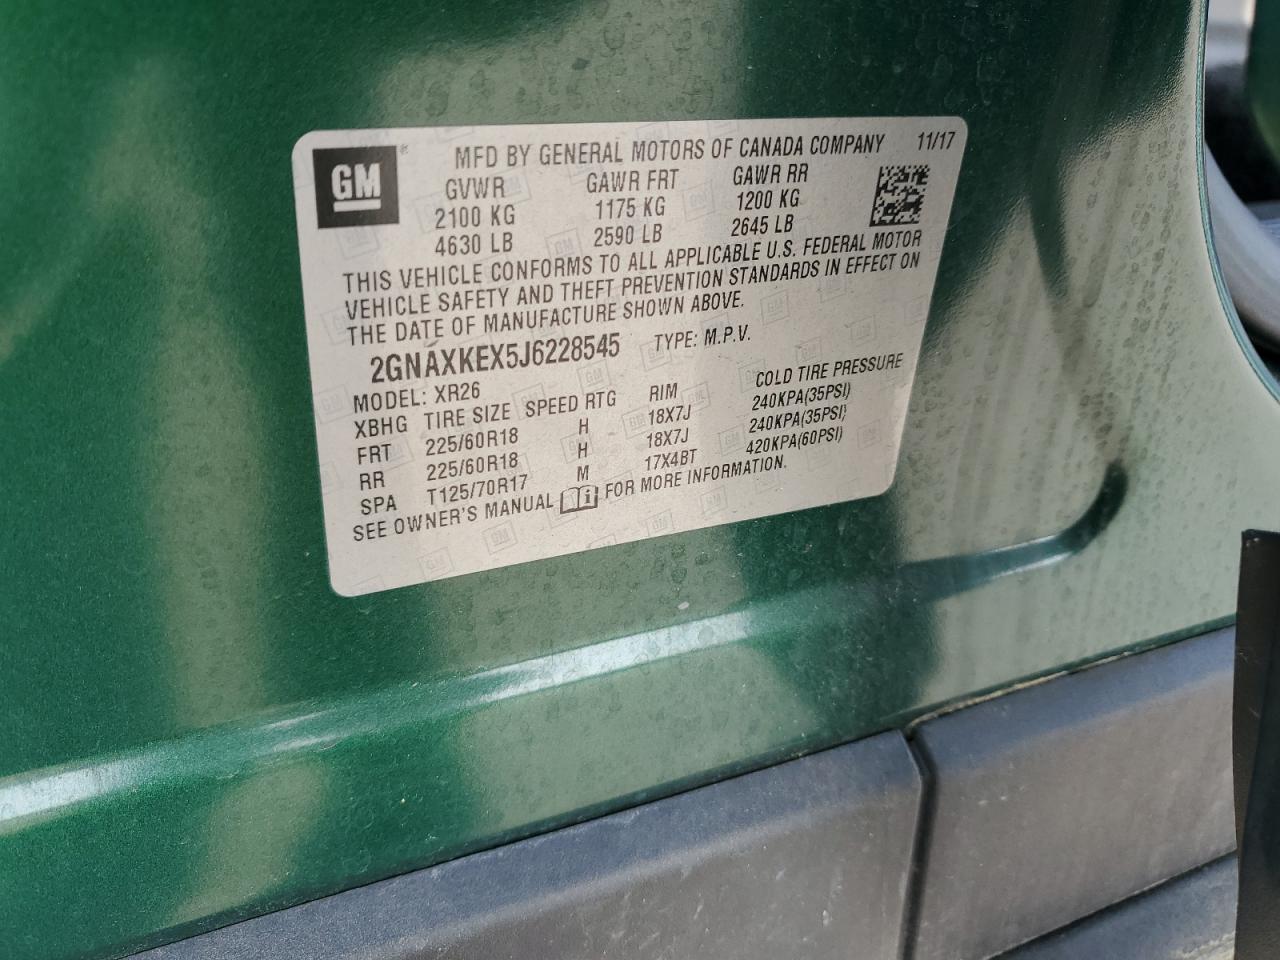 GM
MFD BY GENERAL MOTORS OF CANADA COMPANY 11/17
GVWR GAWR FRT GAWR RR
2100 KG 1175 KG 1200 KG
4630 LB 2590 LB 2645 LB
THIS VEHICLE CONFORMS TO ALL APPLICABLE U.S. FEDERAL MOTOR
VEHICLE SAFETY AND THEFT PREVENTION STANDARDS IN EFFECT ON
THE DATE OF MANUFACTURE SHOWN ABOVE.
2GNAXKEX5J6228545 TYPE: M.P.V.
MODEL: XR26
XBHG TIRE SIZE SPEED RTG RIM COLD TIRE PRESSURE
FRT 225/60R18 H 18X7J 240KPA(35PSI)
RR 225/60R18 H 18X7J 240KPA(35PSI)
SPA T125/70R17 M 17X4BT 420KPA(60PSI)
SEE OWNER'S MANUAL FOR MORE INFORMATION.